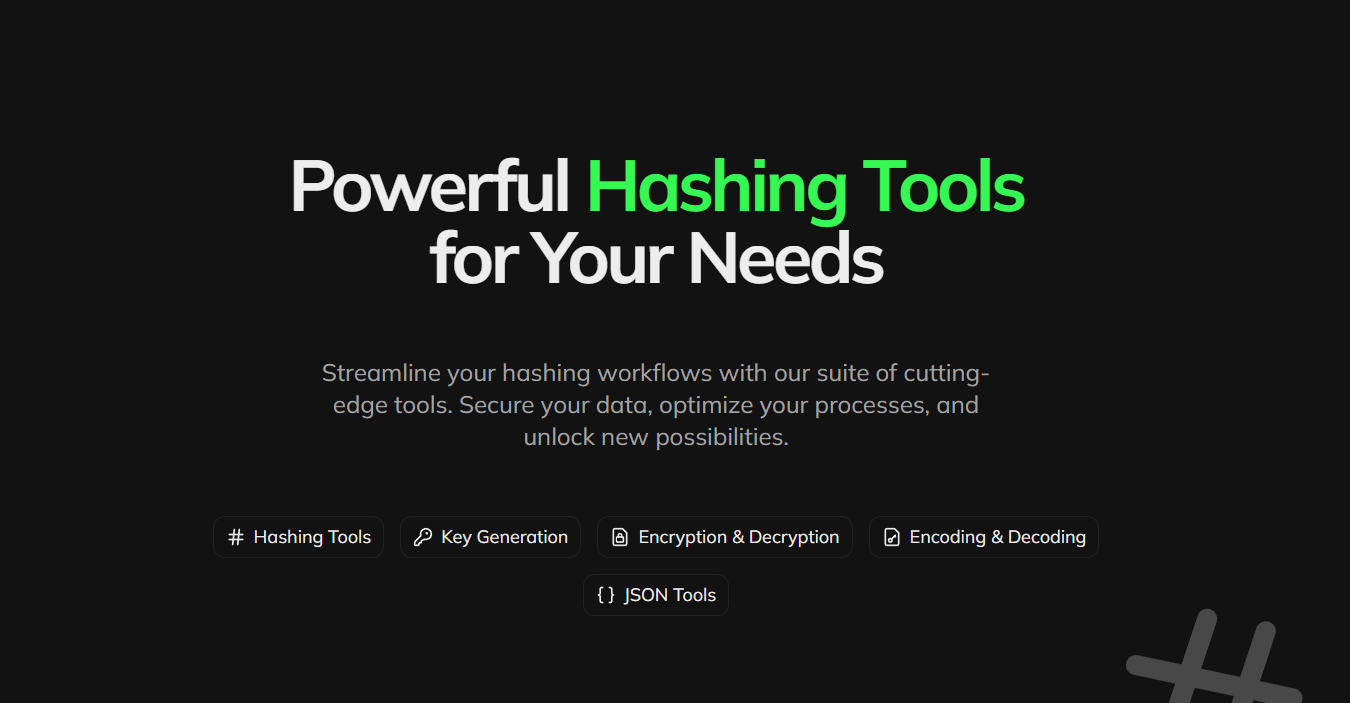 Powerful Hashing Tools
for Your Needs
Streamline your hashing workflows with our suite of cutting-
edge tools. Secure your data, optimize your processes, and
unlock new possibilities.
# Hashing Tools
Key Generation
Encryption & Decryption
Encoding & Decoding
{ } JSON Tools